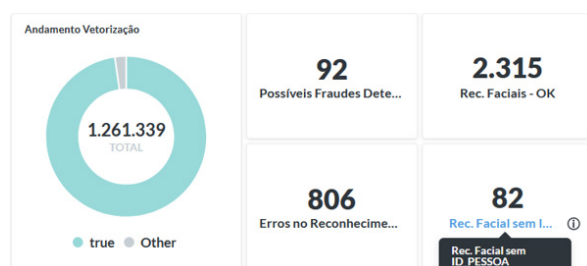 Andamento Vetorização
1.261.339
TOTAL
true
Other
92
Possíveis Fraudes Dete...
2.315
Rec. Faciais - OK
806
Erros no Reconhecime...
82
Rec. Facial sem I...
Rec. Facial sem
ID_PESSOA